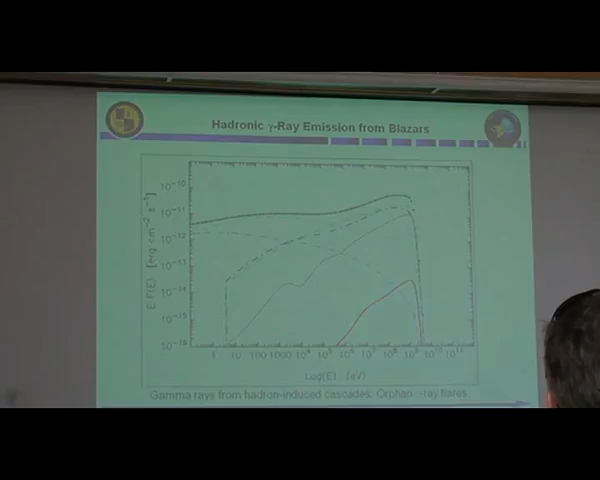 Hadronic γ-Ray Emission from Blazars
10⁻¹⁰
10⁻¹¹
10⁻¹²
10⁻¹³
10⁻¹⁴
10⁻¹⁵
10⁻¹⁶
E F(E) [erg cm⁻² s⁻¹]
1 10 100 1000 10⁴ 10⁵ 10⁶ 10⁷ 10⁸ 10⁹ 10¹⁰ 10¹¹
Log(E) (eV)
Gamma rays from hadron-induced cascades: Orphan -ray flares